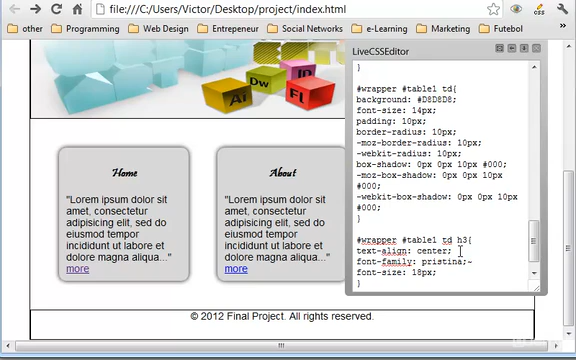 file:///C:/Users/Victor/Desktop/project/index.html
other
Programming
Web Design
Entrepreneur
Social Networks
e-Learning
Marketing
Futebol
LiveCSSEditor
}
#wrapper #table1 td{
background: #D8D8D8;
font-size: 14px;
padding: 10px;
border-radius: 10px;
-moz-border-radius: 10px;
-webkit-radius: 10px;
box-shadow: 0px 0px 10px #000;
-moz-box-shadow: 0px 0px 10px
#000;
-webkit-box-shadow: 0px 0px 10px
#000;
}
#wrapper #table1 td h3{
text-align: center;
font-family: pristina;~
font-size: 18px;
}
Ai
Dw
ID
Fl
Home
"Lorem ipsum dolor sit
amet, consectetur
adipisicing elit, sed do
eiusmod tempor
incididunt ut labore et
dolore magna aliqua..."
more
About
"Lorem ipsum dolor sit
amet, consectetur
adipisicing elit, sed do
eiusmod tempor
incididunt ut labore et
dolore magna aliqua..."
more
© 2012 Final Project. All rights reserved.